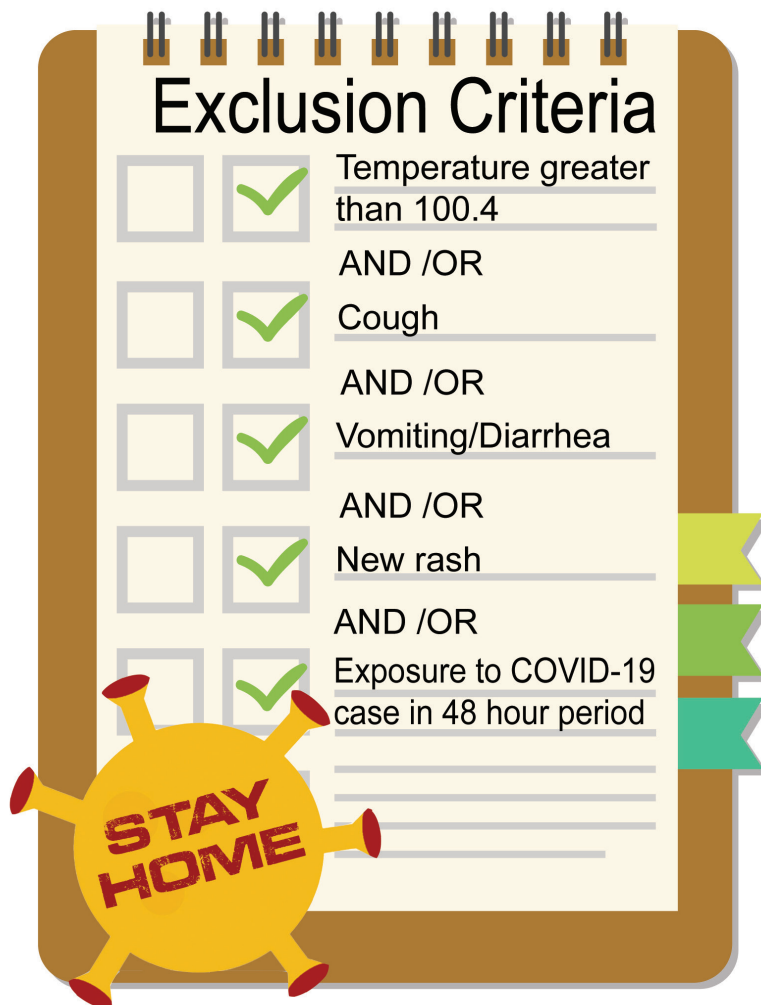 Exclusion Criteria
Temperature greater
than 100.4
AND /OR
Cough
AND /OR
Vomiting/Diarrhea
AND /OR
New rash
AND /OR
Exposure to COVID-19
case in 48 hour period
STAY
HOME